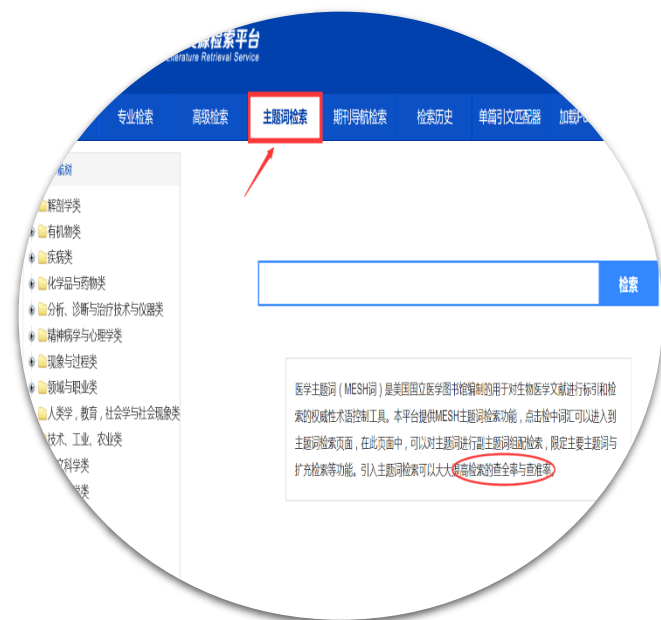 源检索平台
Literature Retrieval Service
专业检索
高级检索
主题词检索
期刊导航检索
检索历史
单篇引文匹配器
加载P
航树
解剖学类
有机物类
疾病类
化学品与药物类
分析、诊断与治疗技术与仪器类
精神病学与心理学类
现象与过程类
领域与职业类
人类学，教育，社会学与社会现象类
技术、工业、农业类
文科学类
学类
检索
医学主题词（MESH词）是美国国立医学图书馆编制的用于对生物医学文献进行标引和检
索的权威性术语控制工具。本平台提供MESH主题词检索功能，点击检中词汇可以进入到
主题词检索页面，在此页面中，可以对主题词进行副主题词组配检索，限定主要主题词与
扩充检索等功能。引入主题词检索可以大大提高检索的查全率与查准率。